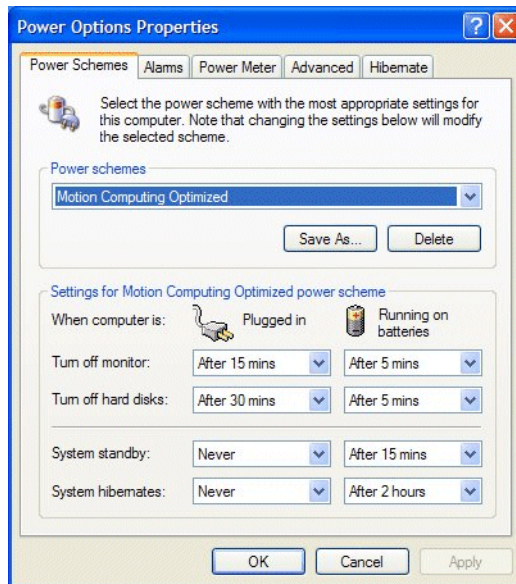 Power Options Properties
Power Schemes Alarms Power Meter Advanced Hibernate
Select the power scheme with the most appropriate settings for
this computer. Note that changing the settings below will modify
the selected scheme.
Power schemes
Motion Computing Optimized
Save As... Delete
Settings for Motion Computing Optimized power scheme
When computer is: Plugged in Running on
batteries
Turn off monitor: After 15 mins After 5 mins
Turn off hard disks: After 30 mins After 5 mins
System standby: Never After 15 mins
System hibernates: Never After 2 hours
OK Cancel Apply